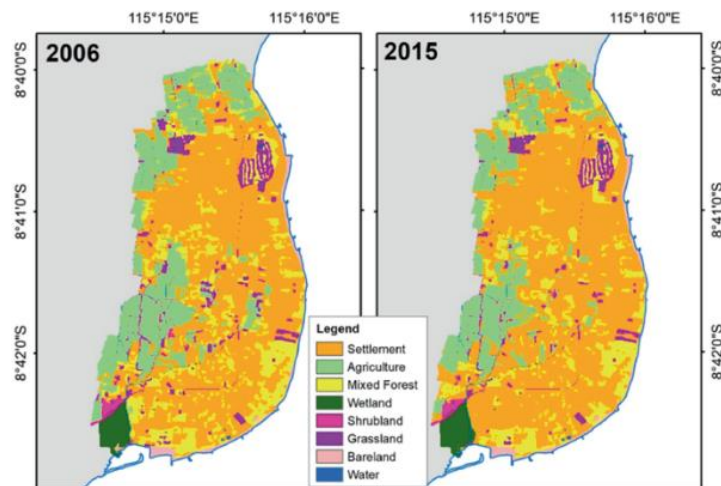 115°15'0"E 115°16'0"E 115°15'0"E 115°16'0"E
2006
2015
8°40'0"S
8°41'0"S
8°42'0"S
8°40'0"S
8°41'0"S
8°42'0"S
Legend
Settlement
Agriculture
Mixed Forest
Wetland
Shrubland
Grassland
Bareland
Water